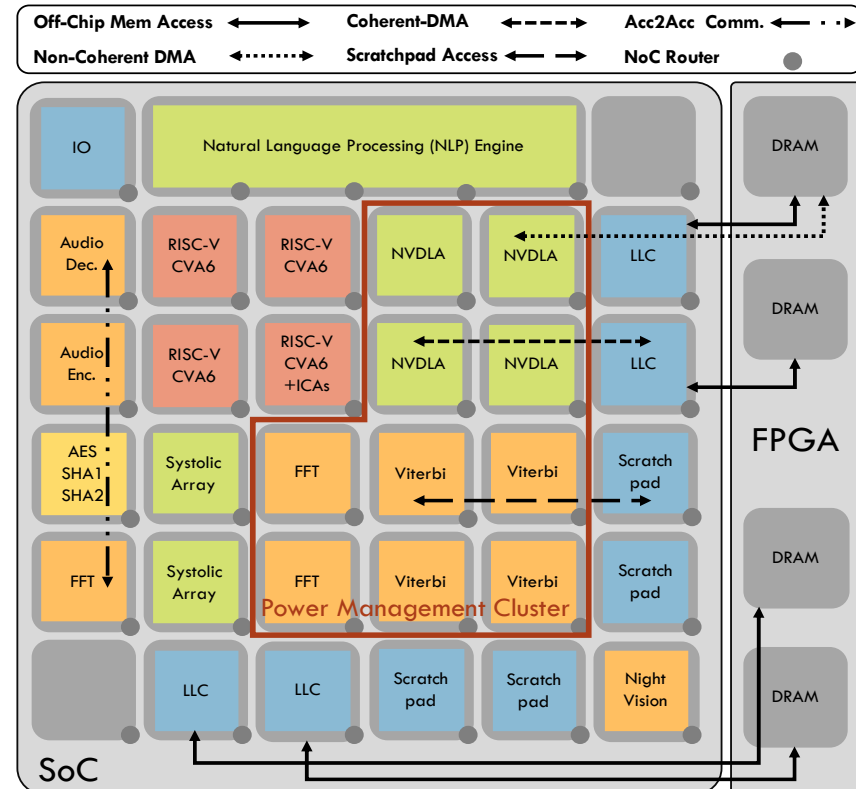 Off-Chip Mem Access
Coherent-DMA
Acc2Acc Comm.
Non-Coherent DMA
Scratchpad Access
NoC Router
IO
Natural Language Processing (NLP) Engine
DRAM
Audio
Dec.
RISC-V
CVA6
RISC-V
CVA6
NVDLA
NVDLA
LLC
DRAM
Audio
Enc.
RISC-V
CVA6
RISC-V
CVA6
+ICAs
NVDLA
NVDLA
LLC
FPGA
AES
SHA1
SHA2
Systolic
Array
FFT
Viterbi
Viterbi
Scratch
pad
DRAM
FFT
Systolic
Array
FFT
Viterbi
Viterbi
Scratch
pad
Power Management Cluster
LLC
LLC
Scratch
pad
Scratch
pad
Night
Vision
DRAM
SoC